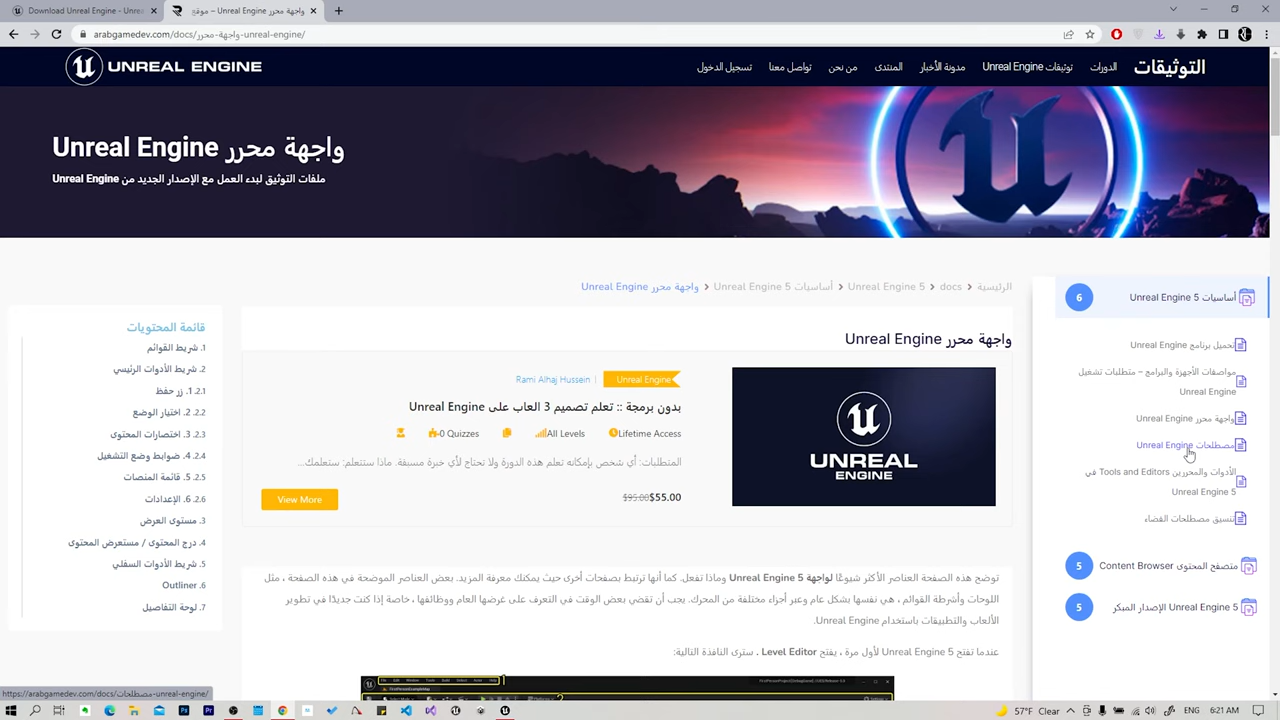 Download Unreal Engine - Unre
واجهة محرر Unreal Engine – موقع
arabgamedev.com/docs/واجهة-محرر-unreal-engine/
UNREAL ENGINE
التوثيقات
الدورات
توثيقات Unreal Engine
مدونة الأخبار
المنتدى
من نحن
تواصل معنا
تسجيل الدخول
واجهة محرر Unreal Engine
ملفات التوثيق لبدء العمل مع الإصدار الجديد من Unreal Engine
أساسيات Unreal Engine 5
6
تحميل برنامج Unreal Engine
مواصفات الأجهزة والبرامج – متطلبات تشغيل
Unreal Engine
واجهة محرر Unreal Engine
مصطلحات Unreal Engine
الأدوات والمحررين Tools and Editors في
Unreal Engine 5
تنسيق مصطلحات الفضاء
متصفح المحتوى Content Browser
5
Unreal Engine 5 الإصدار المبكر
5
الرئيسية > docs > Unreal Engine 5 > أساسيات Unreal Engine 5 > واجهة محرر Unreal Engine
واجهة محرر Unreal Engine
UNREAL
ENGINE
Unreal Engine
Rami Alhaj Hussein
بدون برمجة :: تعلم تصميم 3 العاب على Unreal Engine
Lifetime Access
All Levels
0 Quizzes
المتطلبات: أي شخص بإمكانه تعلم هذه الدورة ولا تحتاج لأي خبرة مسبقة. ماذا ستتعلم: ستعلمك...
$95.00 $55.00
View More
توضح هذه الصفحة العناصر الأكثر شيوعًا لواجهة Unreal Engine 5 وماذا تفعل. كما أنها ترتبط بصفحات أخرى حيث يمكنك معرفة المزيد. بعض العناصر الموضحة في هذه الصفحة ، مثل
اللوحات وأشرطة القوائم ، هي نفسها بشكل عام وعبر أجزاء مختلفة من المحرك. يجب أن تقضي بعض الوقت في التعرف على غرضها العام ووظائفها ، خاصة إذا كنت جديدًا في تطوير
الألعاب والتطبيقات باستخدام Unreal Engine.
عندما تفتح Unreal Engine 5 لأول مرة ، يفتح Level Editor . سترى النافذة التالية:
قائمة المحتويات
1. شريط القوائم
2. شريط الأدوات الرئيسي
2.1. 1. زر حفظ
2.2. 2. اختيار الوضع
2.3. 3. اختصارات المحتوى
2.4. 4. ضوابط وضع التشغيل
2.5. 5. قائمة المنصات
2.6. 6. الإعدادات
3. مستوى العرض
4. درج المحتوى / مستعرض المحتوى
5. شريط الأدوات السفلي
6. Outliner
7. لوحة التفاصيل
https://arabgamedev.com/docs/مصطلحات-unreal-engine/
57°F Clear
ENG
6:21 AM